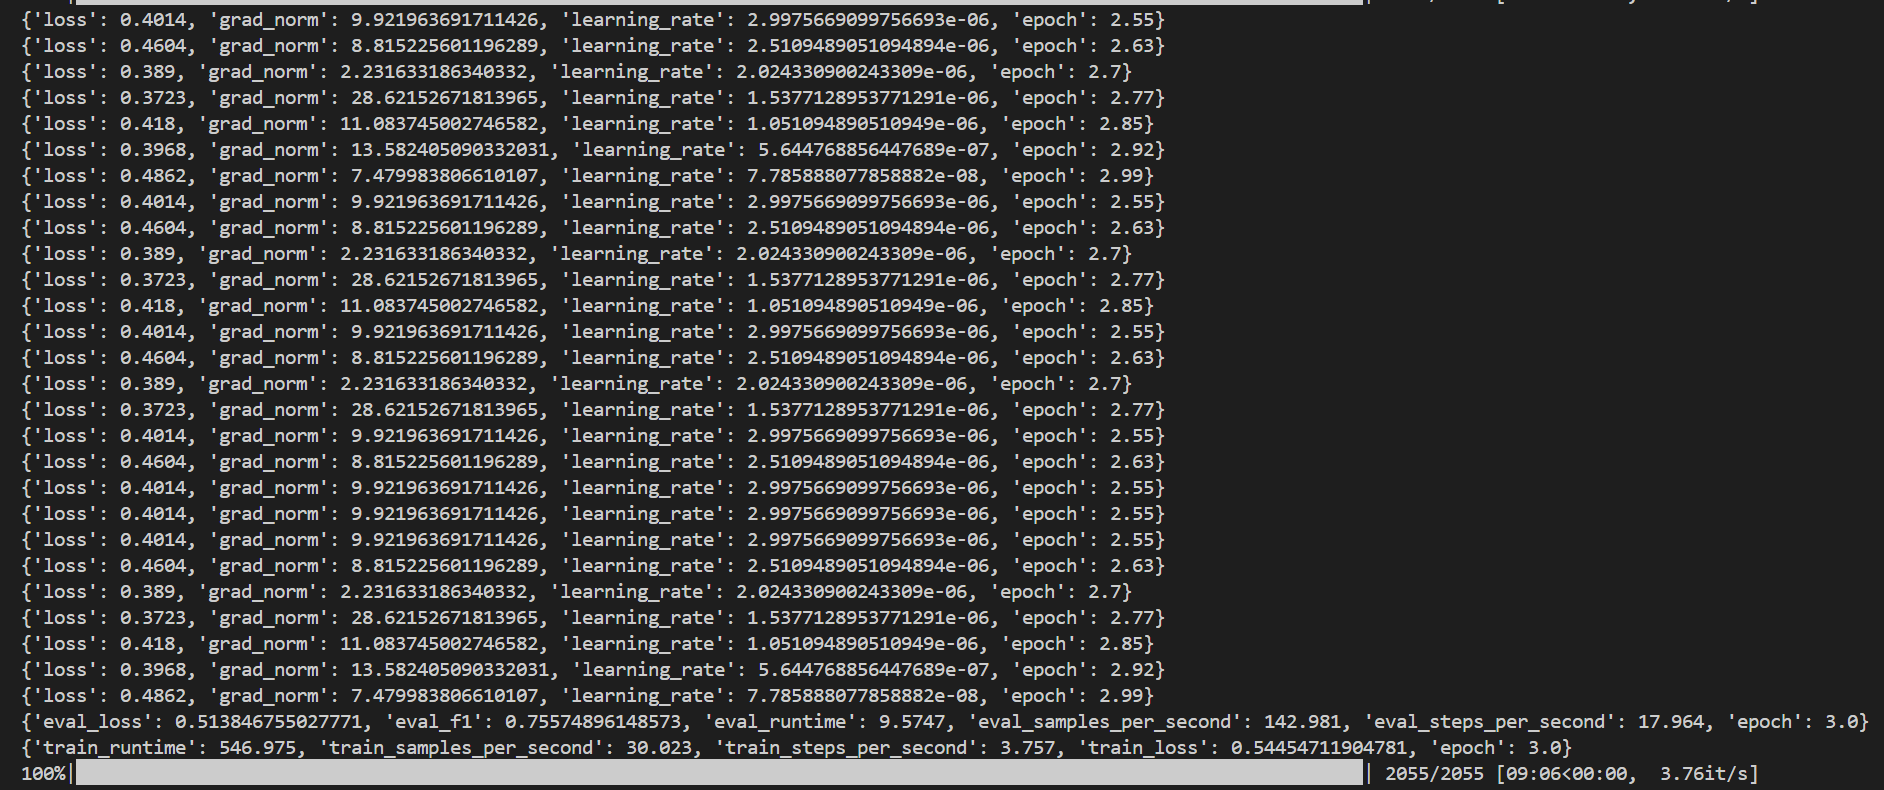 {'loss': 0.4014, 'grad_norm': 9.921963691711426, 'learning_rate': 2.9975669099756693e-06, 'epoch': 2.55}
{'loss': 0.4604, 'grad_norm': 8.815225601196289, 'learning_rate': 2.5109489051094894e-06, 'epoch': 2.63}
{'loss': 0.389, 'grad_norm': 2.231633186340332, 'learning_rate': 2.024330900243309e-06, 'epoch': 2.7}
{'loss': 0.3723, 'grad_norm': 28.62152671813965, 'learning_rate': 1.5377128953771291e-06, 'epoch': 2.77}
{'loss': 0.418, 'grad_norm': 11.083745002746582, 'learning_rate': 1.051094890510949e-06, 'epoch': 2.85}
{'loss': 0.3968, 'grad_norm': 13.582405090332031, 'learning_rate': 5.644768856447689e-07, 'epoch': 2.92}
{'loss': 0.4862, 'grad_norm': 7.479983806610107, 'learning_rate': 7.785888077858882e-08, 'epoch': 2.99}
{'loss': 0.4014, 'grad_norm': 9.921963691711426, 'learning_rate': 2.9975669099756693e-06, 'epoch': 2.55}
{'loss': 0.4604, 'grad_norm': 8.815225601196289, 'learning_rate': 2.5109489051094894e-06, 'epoch': 2.63}
{'loss': 0.389, 'grad_norm': 2.231633186340332, 'learning_rate': 2.024330900243309e-06, 'epoch': 2.7}
{'loss': 0.3723, 'grad_norm': 28.62152671813965, 'learning_rate': 1.5377128953771291e-06, 'epoch': 2.77}
{'loss': 0.418, 'grad_norm': 11.083745002746582, 'learning_rate': 1.051094890510949e-06, 'epoch': 2.85}
{'loss': 0.4014, 'grad_norm': 9.921963691711426, 'learning_rate': 2.9975669099756693e-06, 'epoch': 2.55}
{'loss': 0.4604, 'grad_norm': 8.815225601196289, 'learning_rate': 2.5109489051094894e-06, 'epoch': 2.63}
{'loss': 0.389, 'grad_norm': 2.231633186340332, 'learning_rate': 2.024330900243309e-06, 'epoch': 2.7}
{'loss': 0.3723, 'grad_norm': 28.62152671813965, 'learning_rate': 1.5377128953771291e-06, 'epoch': 2.77}
{'loss': 0.4014, 'grad_norm': 9.921963691711426, 'learning_rate': 2.9975669099756693e-06, 'epoch': 2.55}
{'loss': 0.4604, 'grad_norm': 8.815225601196289, 'learning_rate': 2.5109489051094894e-06, 'epoch': 2.63}
{'loss': 0.4014, 'grad_norm': 9.921963691711426, 'learning_rate': 2.9975669099756693e-06, 'epoch': 2.55}
{'loss': 0.4014, 'grad_norm': 9.921963691711426, 'learning_rate': 2.9975669099756693e-06, 'epoch': 2.55}
{'loss': 0.4014, 'grad_norm': 9.921963691711426, 'learning_rate': 2.9975669099756693e-06, 'epoch': 2.55}
{'loss': 0.4604, 'grad_norm': 8.815225601196289, 'learning_rate': 2.5109489051094894e-06, 'epoch': 2.63}
{'loss': 0.389, 'grad_norm': 2.231633186340332, 'learning_rate': 2.024330900243309e-06, 'epoch': 2.7}
{'loss': 0.3723, 'grad_norm': 28.62152671813965, 'learning_rate': 1.5377128953771291e-06, 'epoch': 2.77}
{'loss': 0.418, 'grad_norm': 11.083745002746582, 'learning_rate': 1.051094890510949e-06, 'epoch': 2.85}
{'loss': 0.3968, 'grad_norm': 13.582405090332031, 'learning_rate': 5.644768856447689e-07, 'epoch': 2.92}
{'loss': 0.4862, 'grad_norm': 7.479983806610107, 'learning_rate': 7.785888077858882e-08, 'epoch': 2.99}
{'eval_loss': 0.513846755027771, 'eval_f1': 0.75574896148573, 'eval_runtime': 9.5747, 'eval_samples_per_second': 142.981, 'eval_steps_per_second': 17.964, 'epoch': 3.0}
{'train_runtime': 546.975, 'train_samples_per_second': 30.023, 'train_steps_per_second': 3.757, 'train_loss': 0.54454711904781, 'epoch': 3.0}
100%| | 2055/2055 [09:06<00:00, 3.76it/s]